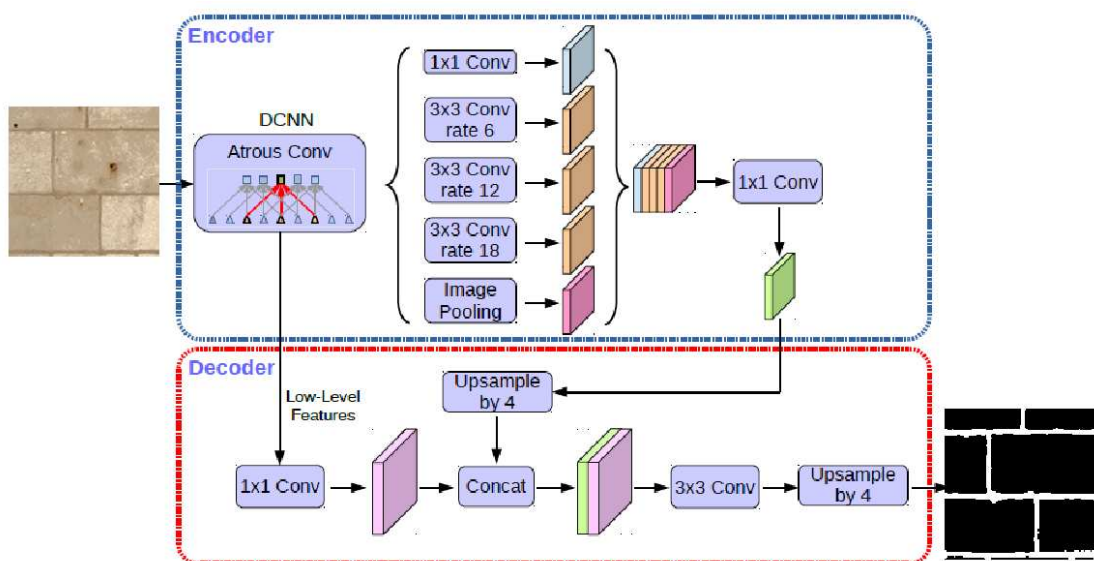 Encoder
DCNN
Atrous Conv
1x1 Conv
3x3 Conv
rate 6
3x3 Conv
rate 12
3x3 Conv
rate 18
Image
Pooling
1x1 Conv
Decoder
Low-Level
Features
Upsample
by 4
1x1 Conv
Concat
3x3 Conv
Upsample
by 4